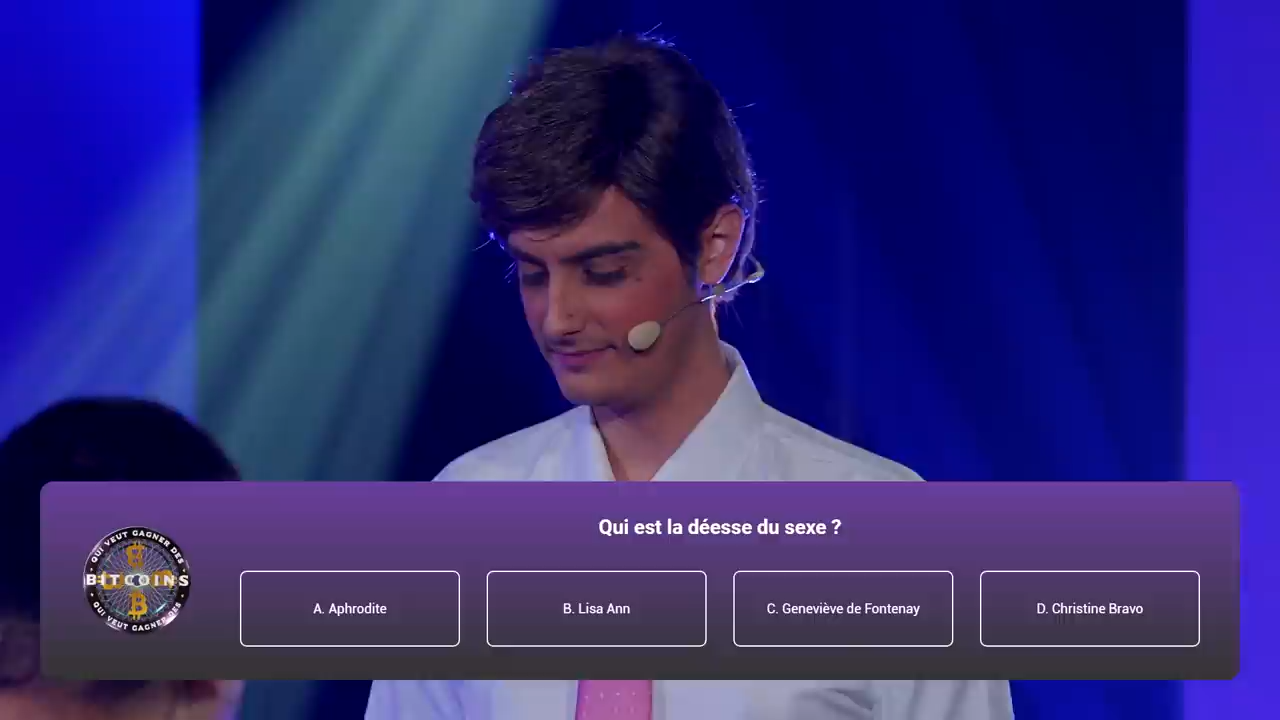 Qui est la déesse du sexe ?
QUI VEUT GAGNER DES
BITCOINS
QUI VEUT GAGNER DES
A. Aphrodite
B. Lisa Ann
C. Geneviève de Fontenay
D. Christine Bravo